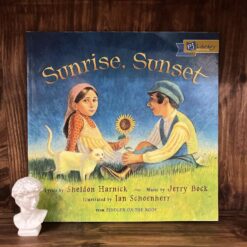 Sunrise, Sunset
Lyrics by Sheldon Harnick Music by Jerry Bock
Illustrated by Ian Schoenherr
from FIDDLER ON THE ROOF